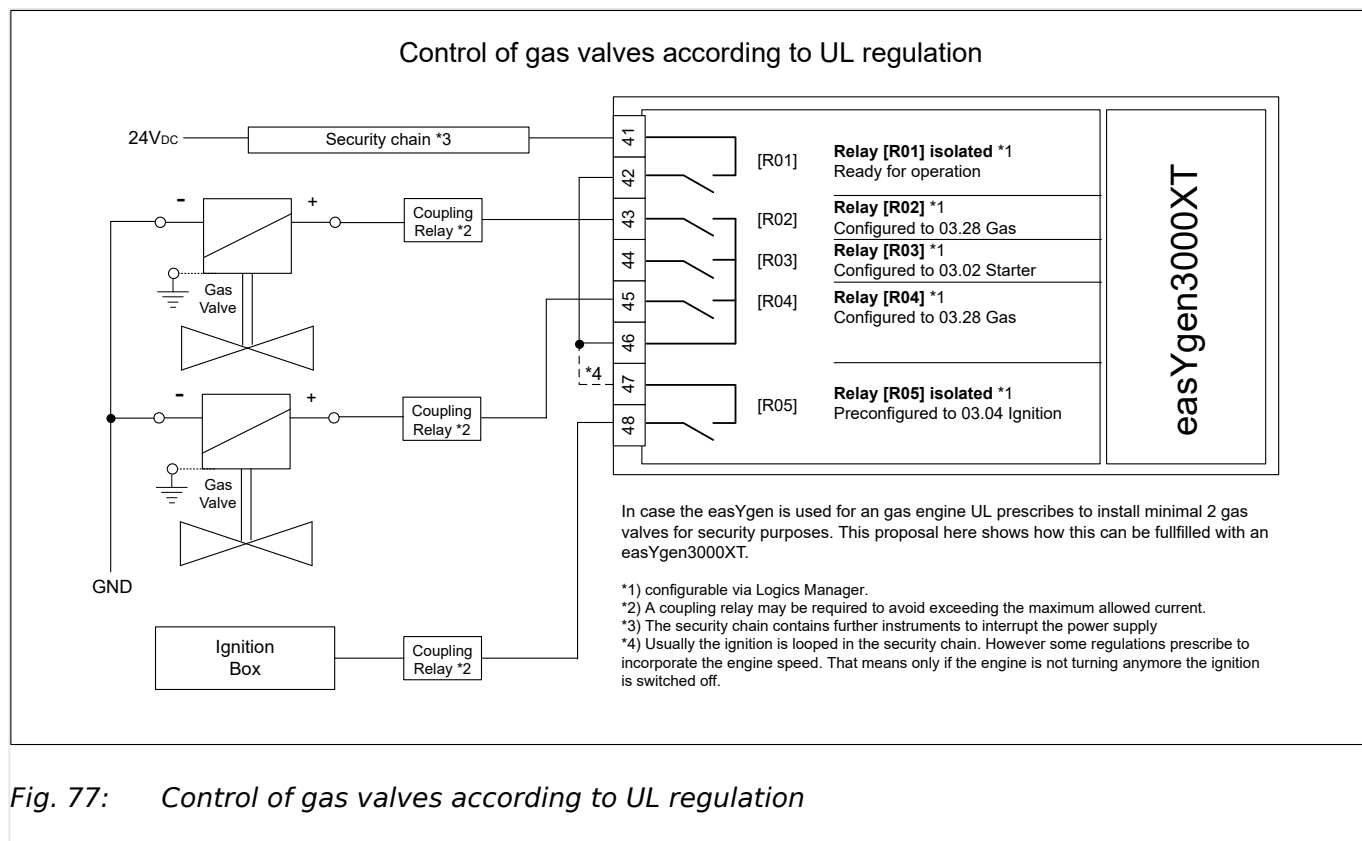 Control of gas valves according to UL regulation
24VDC
Security chain *3
41
42
43
44
45
46
47
48
[R01]
Relay [R01] isolated *1
Ready for operation
[R02]
Relay [R02] *1
Configured to 03.28 Gas
[R03]
Relay [R03] *1
Configured to 03.02 Starter
[R04]
Relay [R04] *1
Configured to 03.28 Gas
[R05]
Relay [R05] isolated *1
Preconfigured to 03.04 Ignition
easYgen3000XT
-
+
Coupling
Relay *2
Gas
Valve
*4
-
+
Coupling
Relay *2
Gas
Valve
GND
Ignition
Box
Coupling
Relay *2
In case the easYgen is used for an gas engine UL prescribes to install minimal 2 gas
valves for security purposes. This proposal here shows how this can be fullfilled with an
easYgen3000XT.
*1) configurable via Logics Manager.
*2) A coupling relay may be required to avoid exceeding the maximum allowed current.
*3) The security chain contains further instruments to interrupt the power supply
*4) Usually the ignition is looped in the security chain. However some regulations prescribe to
incorporate the engine speed. That means only if the engine is not turning anymore the ignition
is switched off.
Fig. 77: Control of gas valves according to UL regulation